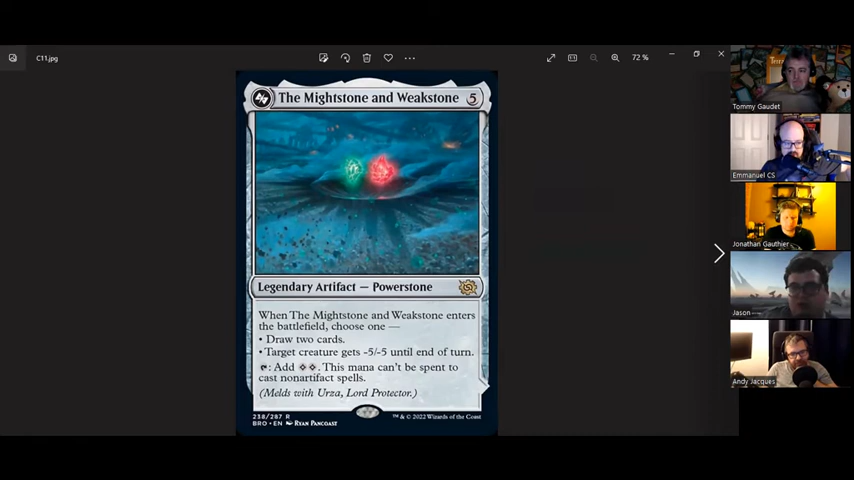 C11.jpg
72 %
The Mightstone and Weakstone 5
Legendary Artifact — Powerstone
When The Mightstone and Weakstone enters
the battlefield, choose one —
• Draw two cards.
• Target creature gets -5/-5 until end of turn.
: Add . This mana can't be spent to
cast nonartifact spells.
(Melds with Urza, Lord Protector.)
238/287 R
BRO • EN Ryan Pancoast
™ & © 2022 Wizards of the Coast
Tommy Gaudet
Emmanuel CS
Jonathan Gauthier
Jason
Andy Jacques